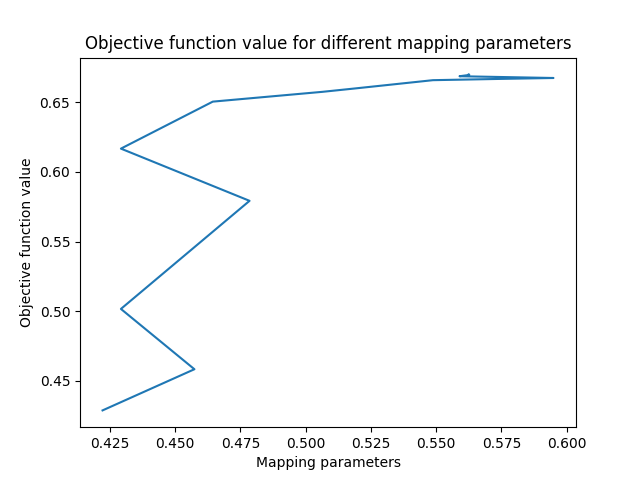 Objective function value for different mapping parameters
0.65
0.60
0.55
0.50
0.45
Objective function value
0.425 0.450 0.475 0.500 0.525 0.550 0.575 0.600
Mapping parameters